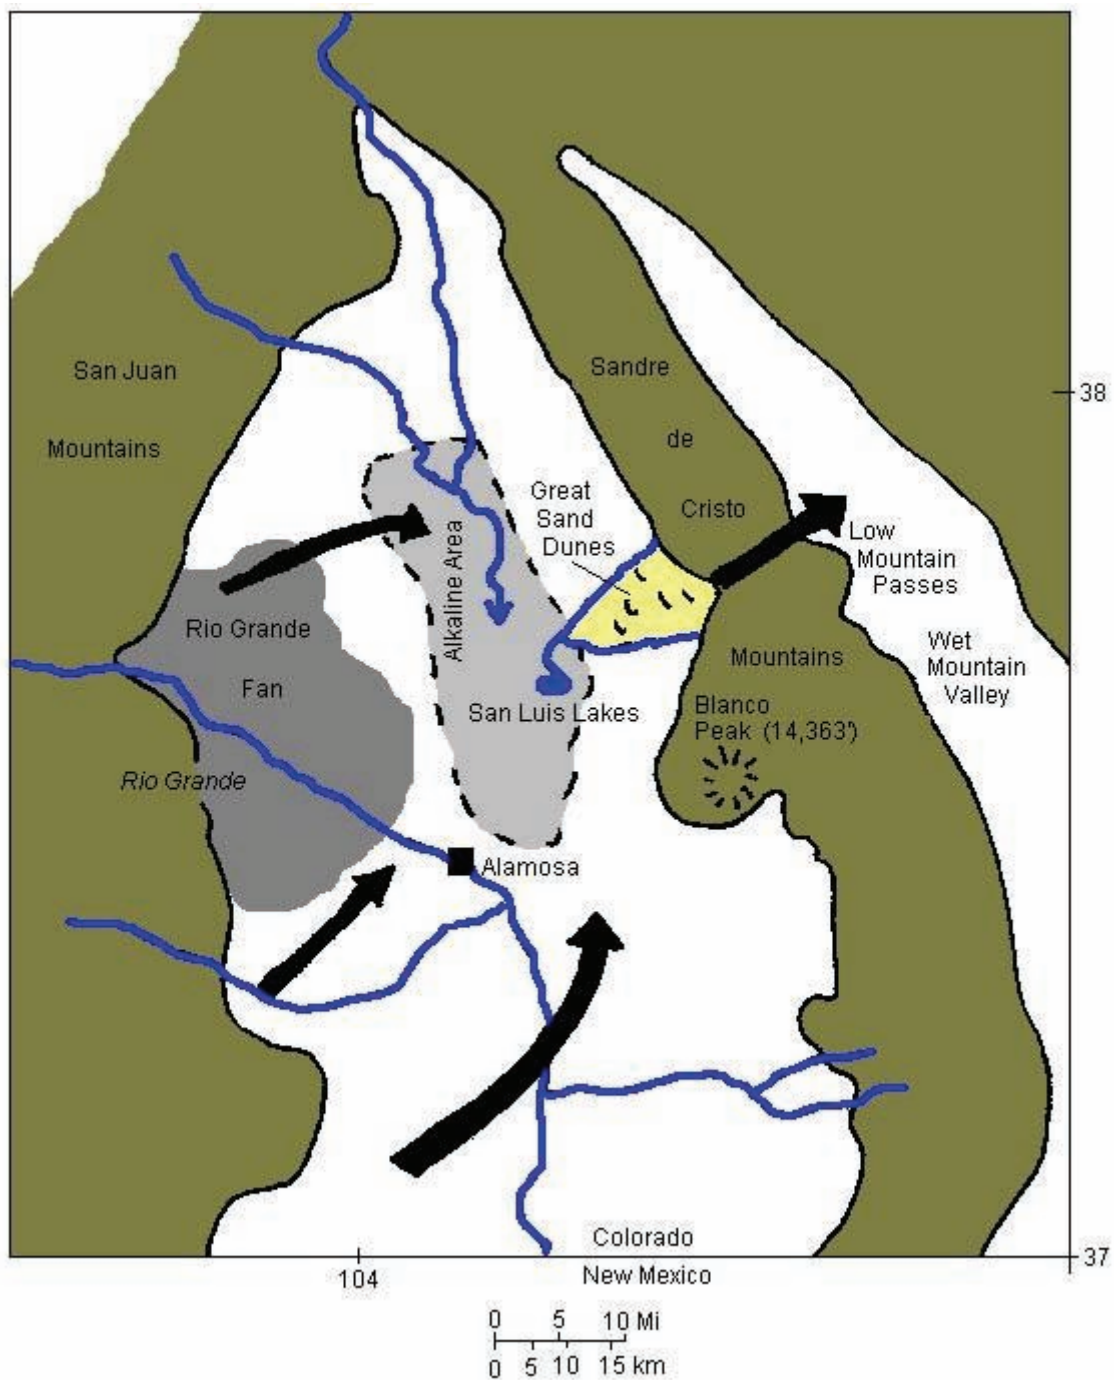 San Juan
Mountains
Sandre
de
Cristo
38
Great
Sand
Dunes
Low
Mountain
Passes
Alkaline Area
Rio Grande
Fan
Mountains
Wet
Mountain
Valley
San Luis Lakes
Blanco
Peak (14,363')
Rio Grande
Alamosa
Colorado
37
New Mexico
104
0 5 10 Mi
0 5 10 15 km